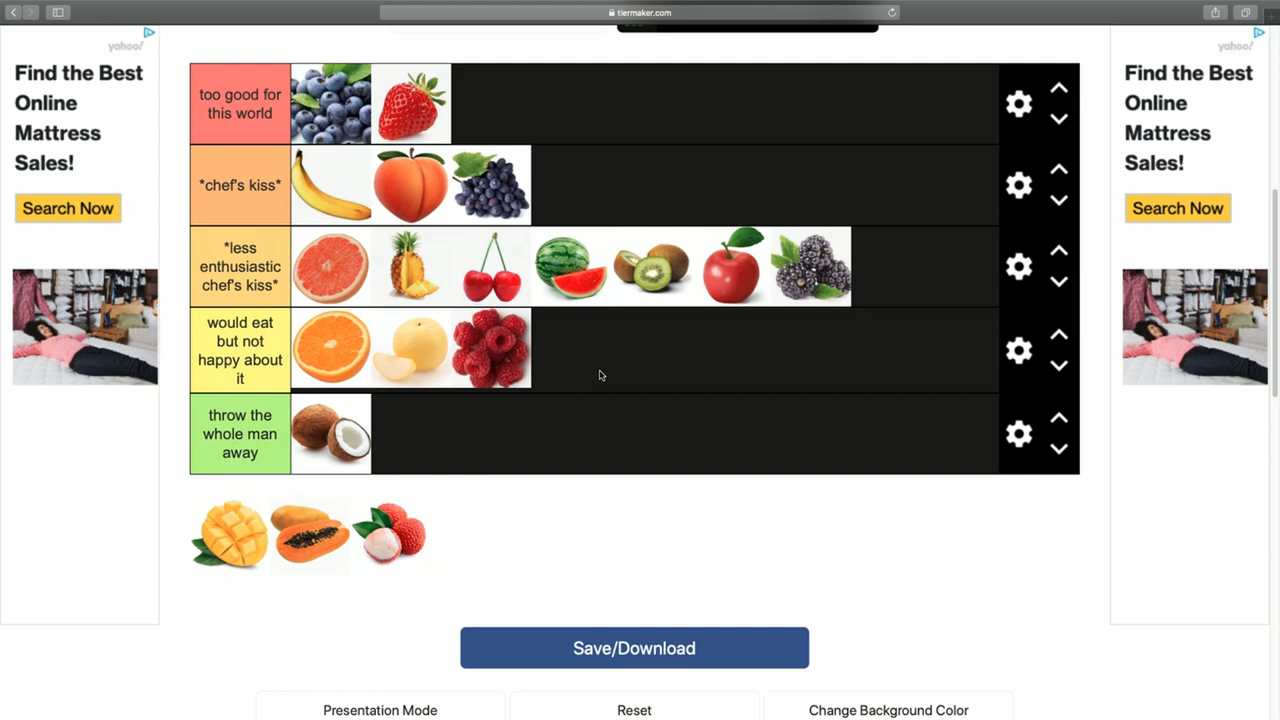 tiermaker.com
yahoo!
Find the Best
Online
Mattress
Sales!
Search Now
too good for
this world
*chef's kiss*
*less
enthusiastic
chef's kiss*
would eat
but not
happy about
it
throw the
whole man
away
yahoo!
Find the Best
Online
Mattress
Sales!
Search Now
Save/Download
Presentation Mode
Reset
Change Background Color